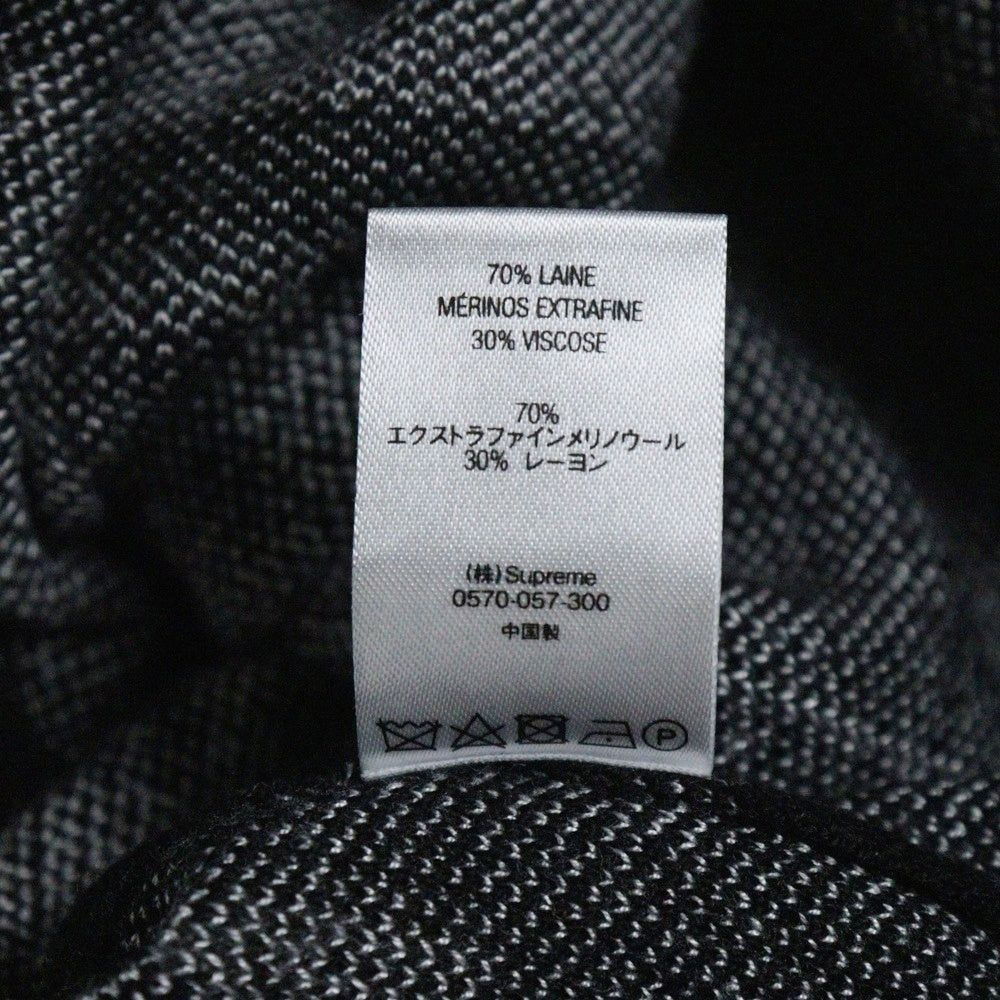 70% LAINE
MÉRINOS EXTRAFINE
30% VISCOSE
70%
エクストラファインメリノウール
30% レーヨン
(株)Supreme
0570-057-300
中国製
P